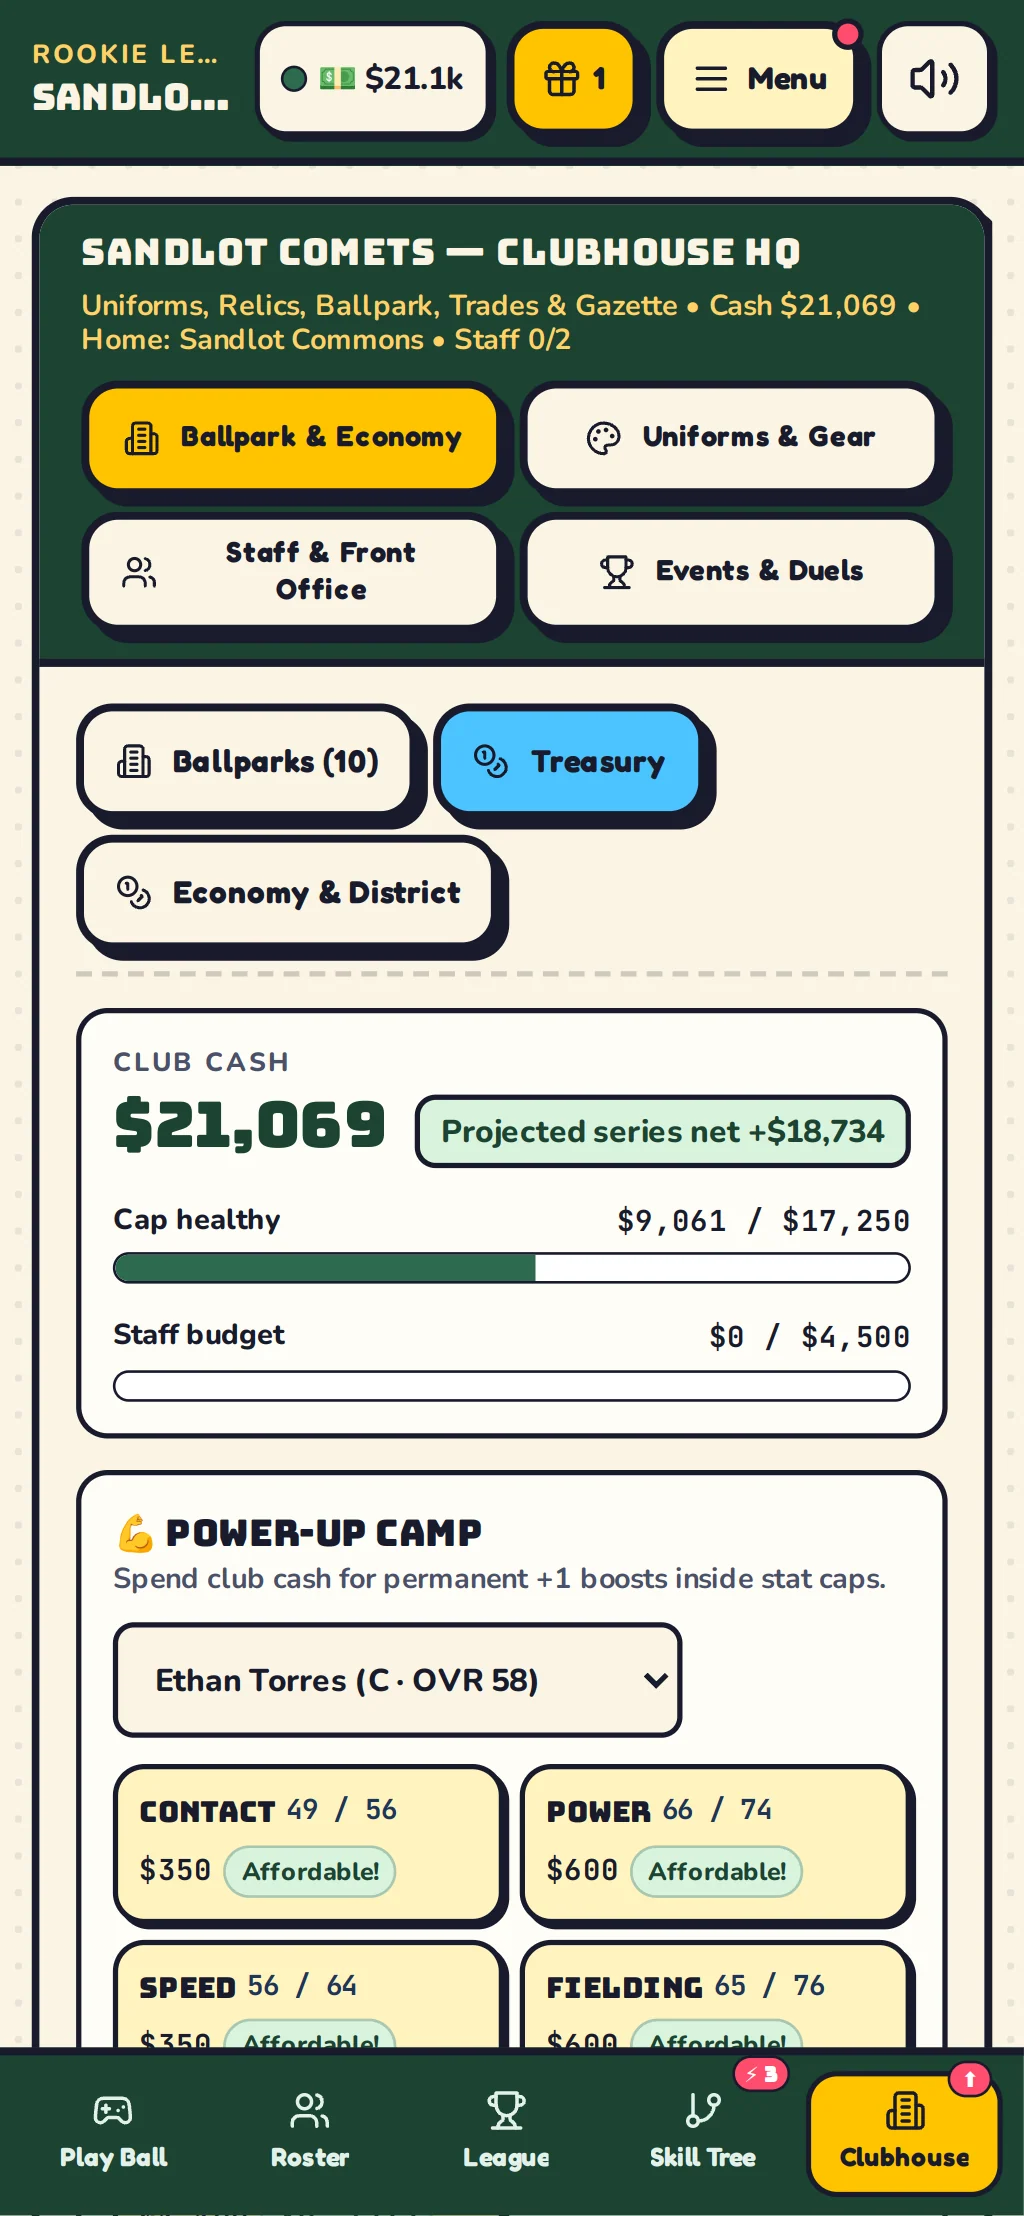 ROOKIE LE...
SANDLO...
$21.1k
1
Menu
SANDLOT COMETS — CLUBHOUSE HQ
Uniforms, Relics, Ballpark, Trades & Gazette • Cash $21,069 •
Home: Sandlot Commons • Staff 0/2
Ballpark & Economy
Uniforms & Gear
Staff & Front
Office
Events & Duels
Ballparks (10)
Treasury
Economy & District
CLUB CASH
$21,069
Projected series net +$18,734
Cap healthy
$9,061 / $17,250
Staff budget
$0 / $4,500
💪 POWER-UP CAMP
Spend club cash for permanent +1 boosts inside stat caps.
Ethan Torres (C · OVR 58)
CONTACT 49 / 56
$350 Affordable!
POWER 66 / 74
$600 Affordable!
SPEED 56 / 64
$350 Affordable!
FIELDING 65 / 76
$600 Affordable!
⚡ 3
Play Ball
Roster
League
Skill Tree
Clubhouse